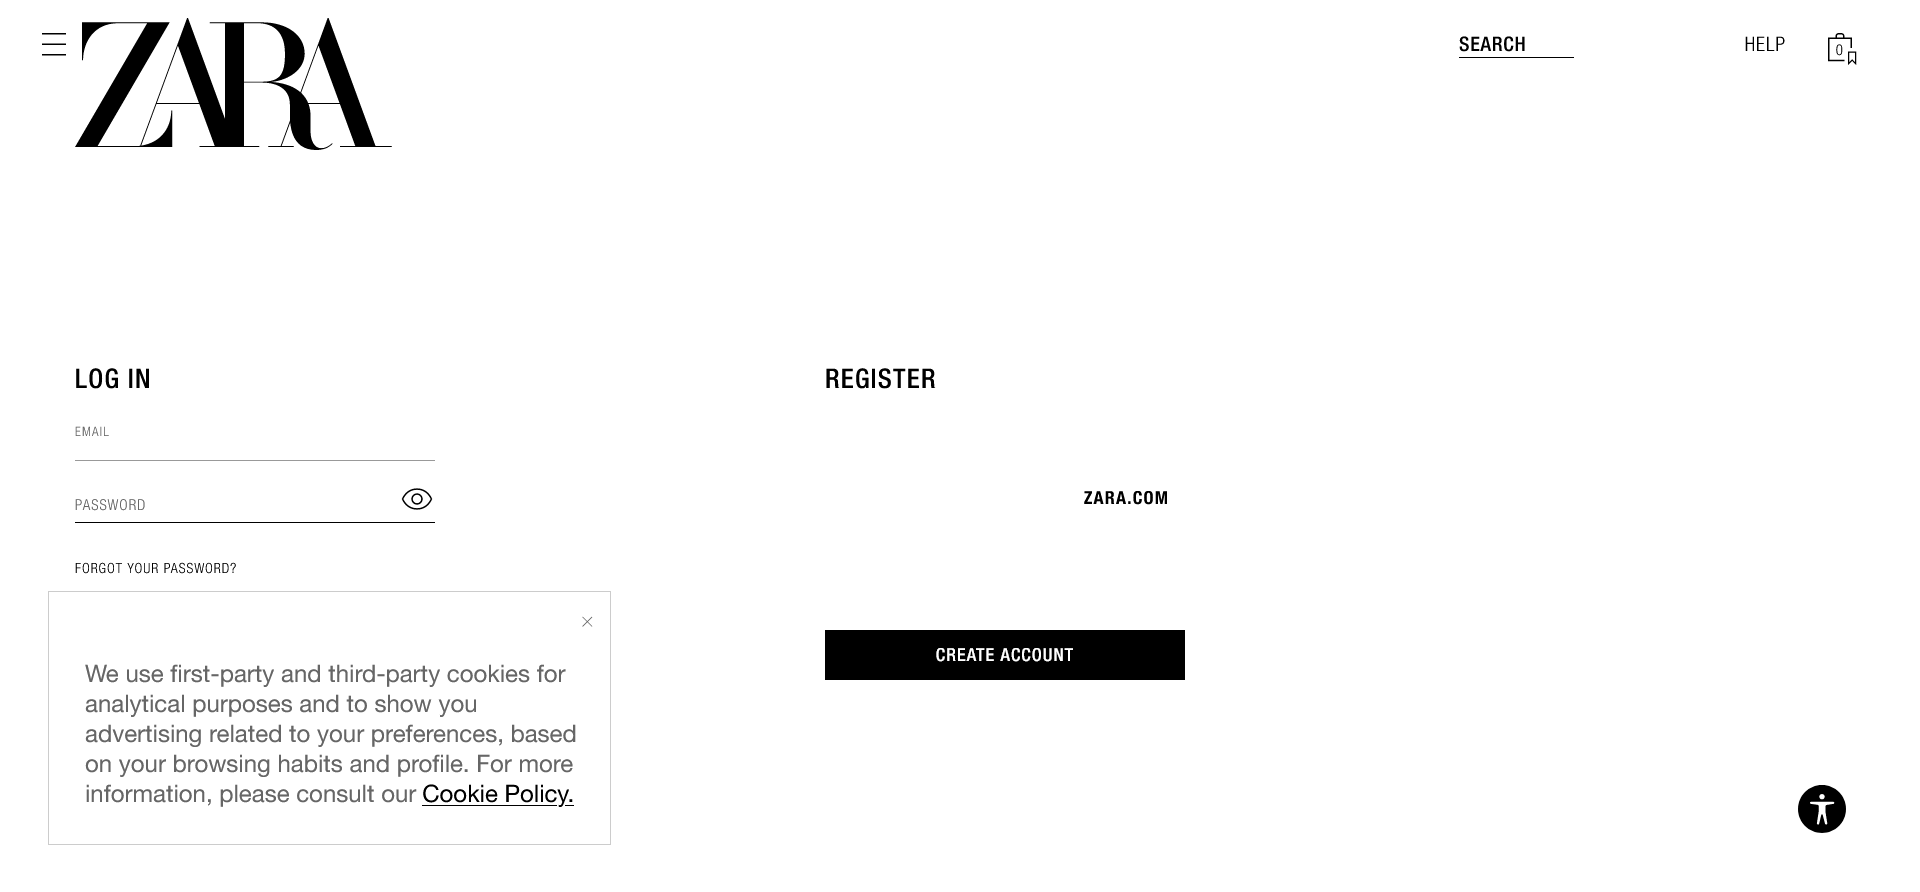 ZARA
SEARCH
HELP
0
LOG IN
EMAIL
PASSWORD
FORGOT YOUR PASSWORD?
REGISTER
ZARA.COM
CREATE ACCOUNT
We use first-party and third-party cookies for
analytical purposes and to show you
advertising related to your preferences, based
on your browsing habits and profile. For more
information, please consult our Cookie Policy.